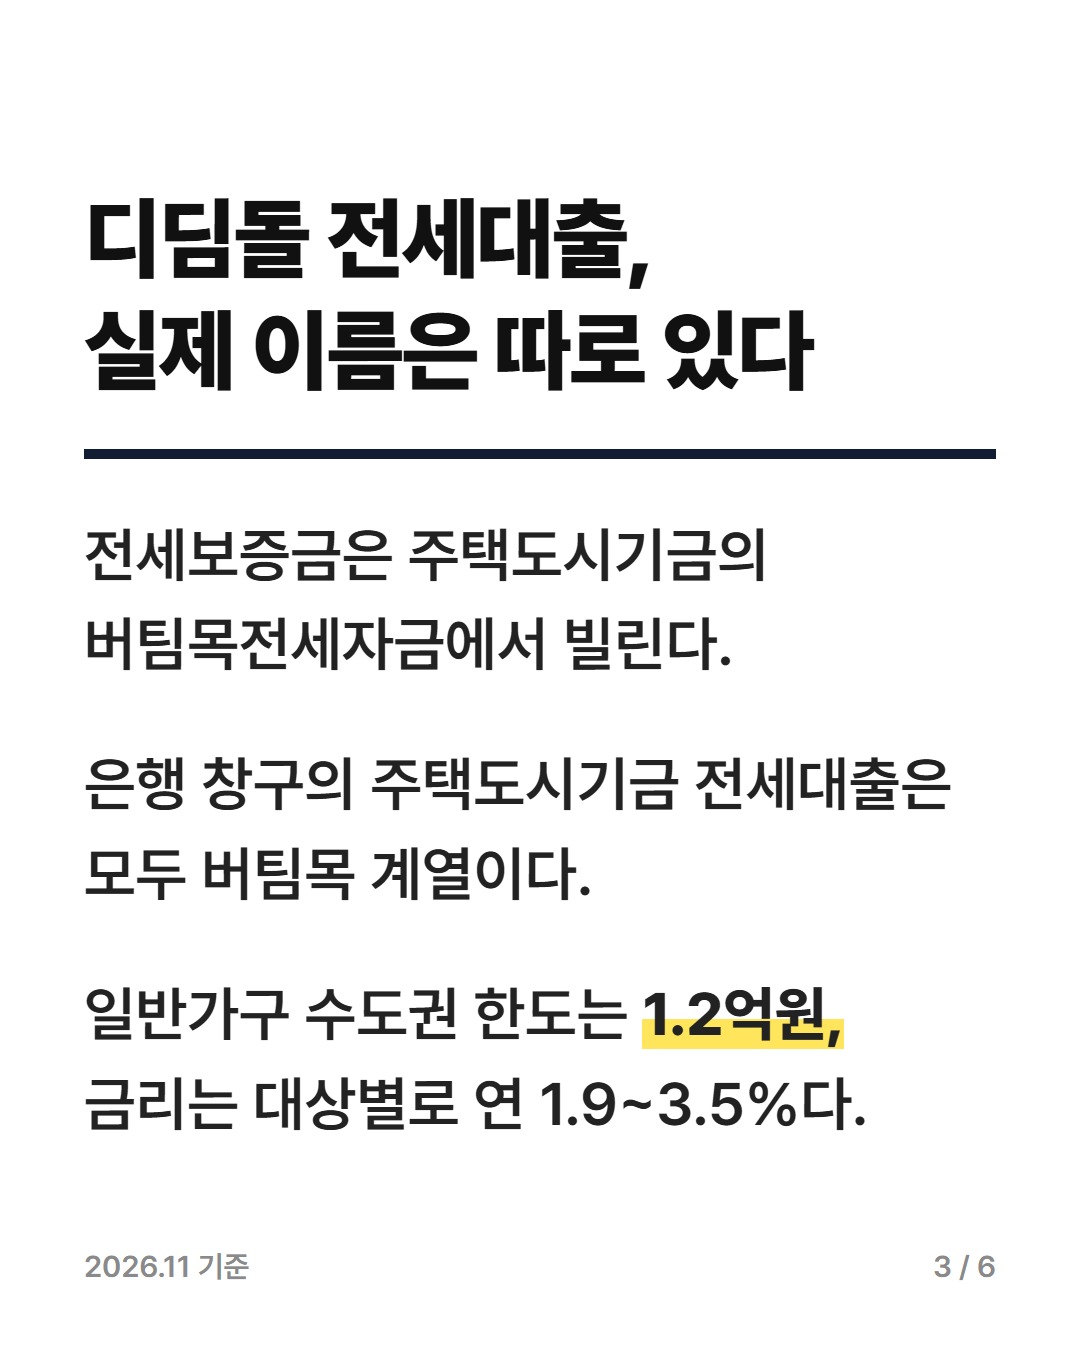 디딤돌 전세대출,
실제 이름은 따로 있다
전세보증금은 주택도시기금의
버팀목전세자금에서 빌린다.
은행 창구의 주택도시기금 전세대출은
모두 버팀목 계열이다.
일반가구 수도권 한도는 1.2억원,
금리는 대상별로 연 1.9~3.5%다.
2026.11 기준
3 / 6